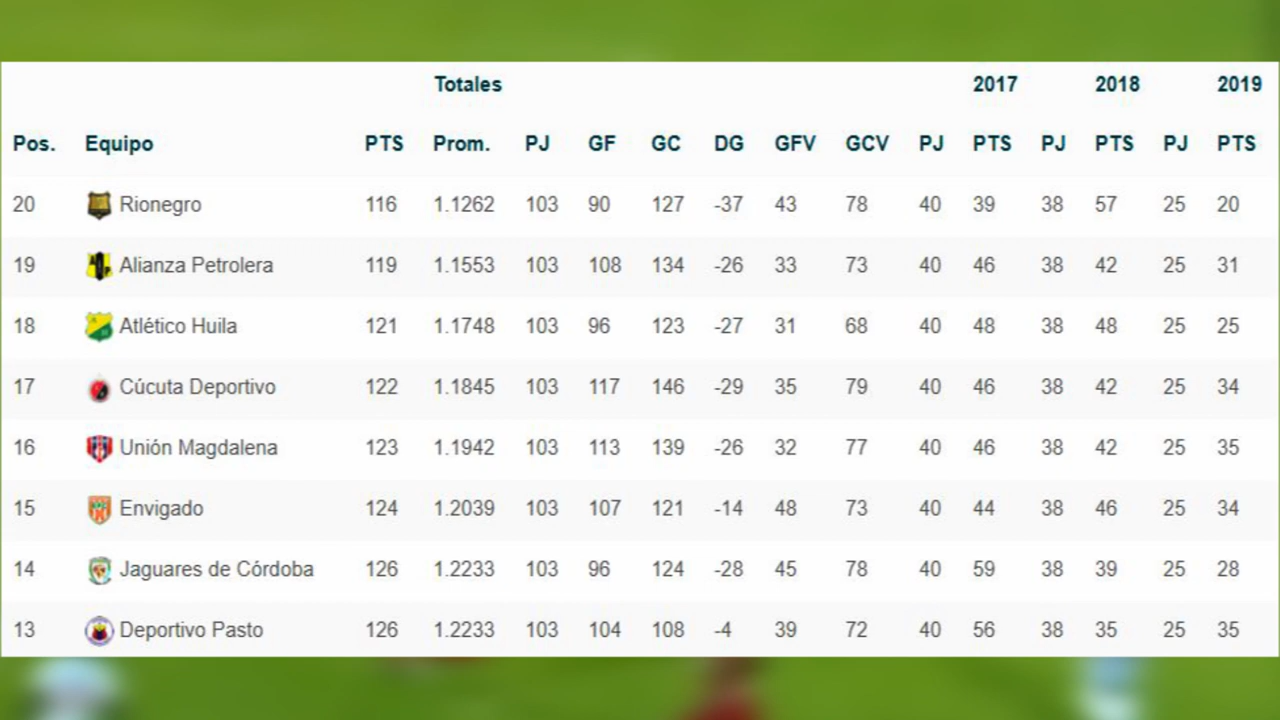 Totales 2017 2018 2019
Pos. Equipo PTS Prom. PJ GF GC DG GFV GCV PJ PTS PJ PTS PJ PTS
20 Rionegro 116 1.1262 103 90 127 -37 43 78 40 39 38 57 25 20
19 Alianza Petrolera 119 1.1553 103 108 134 -26 33 73 40 46 38 42 25 31
18 Atlético Huila 121 1.1748 103 96 123 -27 31 68 40 48 38 48 25 25
17 Cúcuta Deportivo 122 1.1845 103 117 146 -29 35 79 40 46 38 42 25 34
16 Unión Magdalena 123 1.1942 103 113 139 -26 32 77 40 46 38 42 25 35
15 Envigado 124 1.2039 103 107 121 -14 48 73 40 44 38 46 25 34
14 Jaguares de Córdoba 126 1.2233 103 96 124 -28 45 78 40 59 38 39 25 28
13 Deportivo Pasto 126 1.2233 103 104 108 -4 39 72 40 56 38 35 25 35